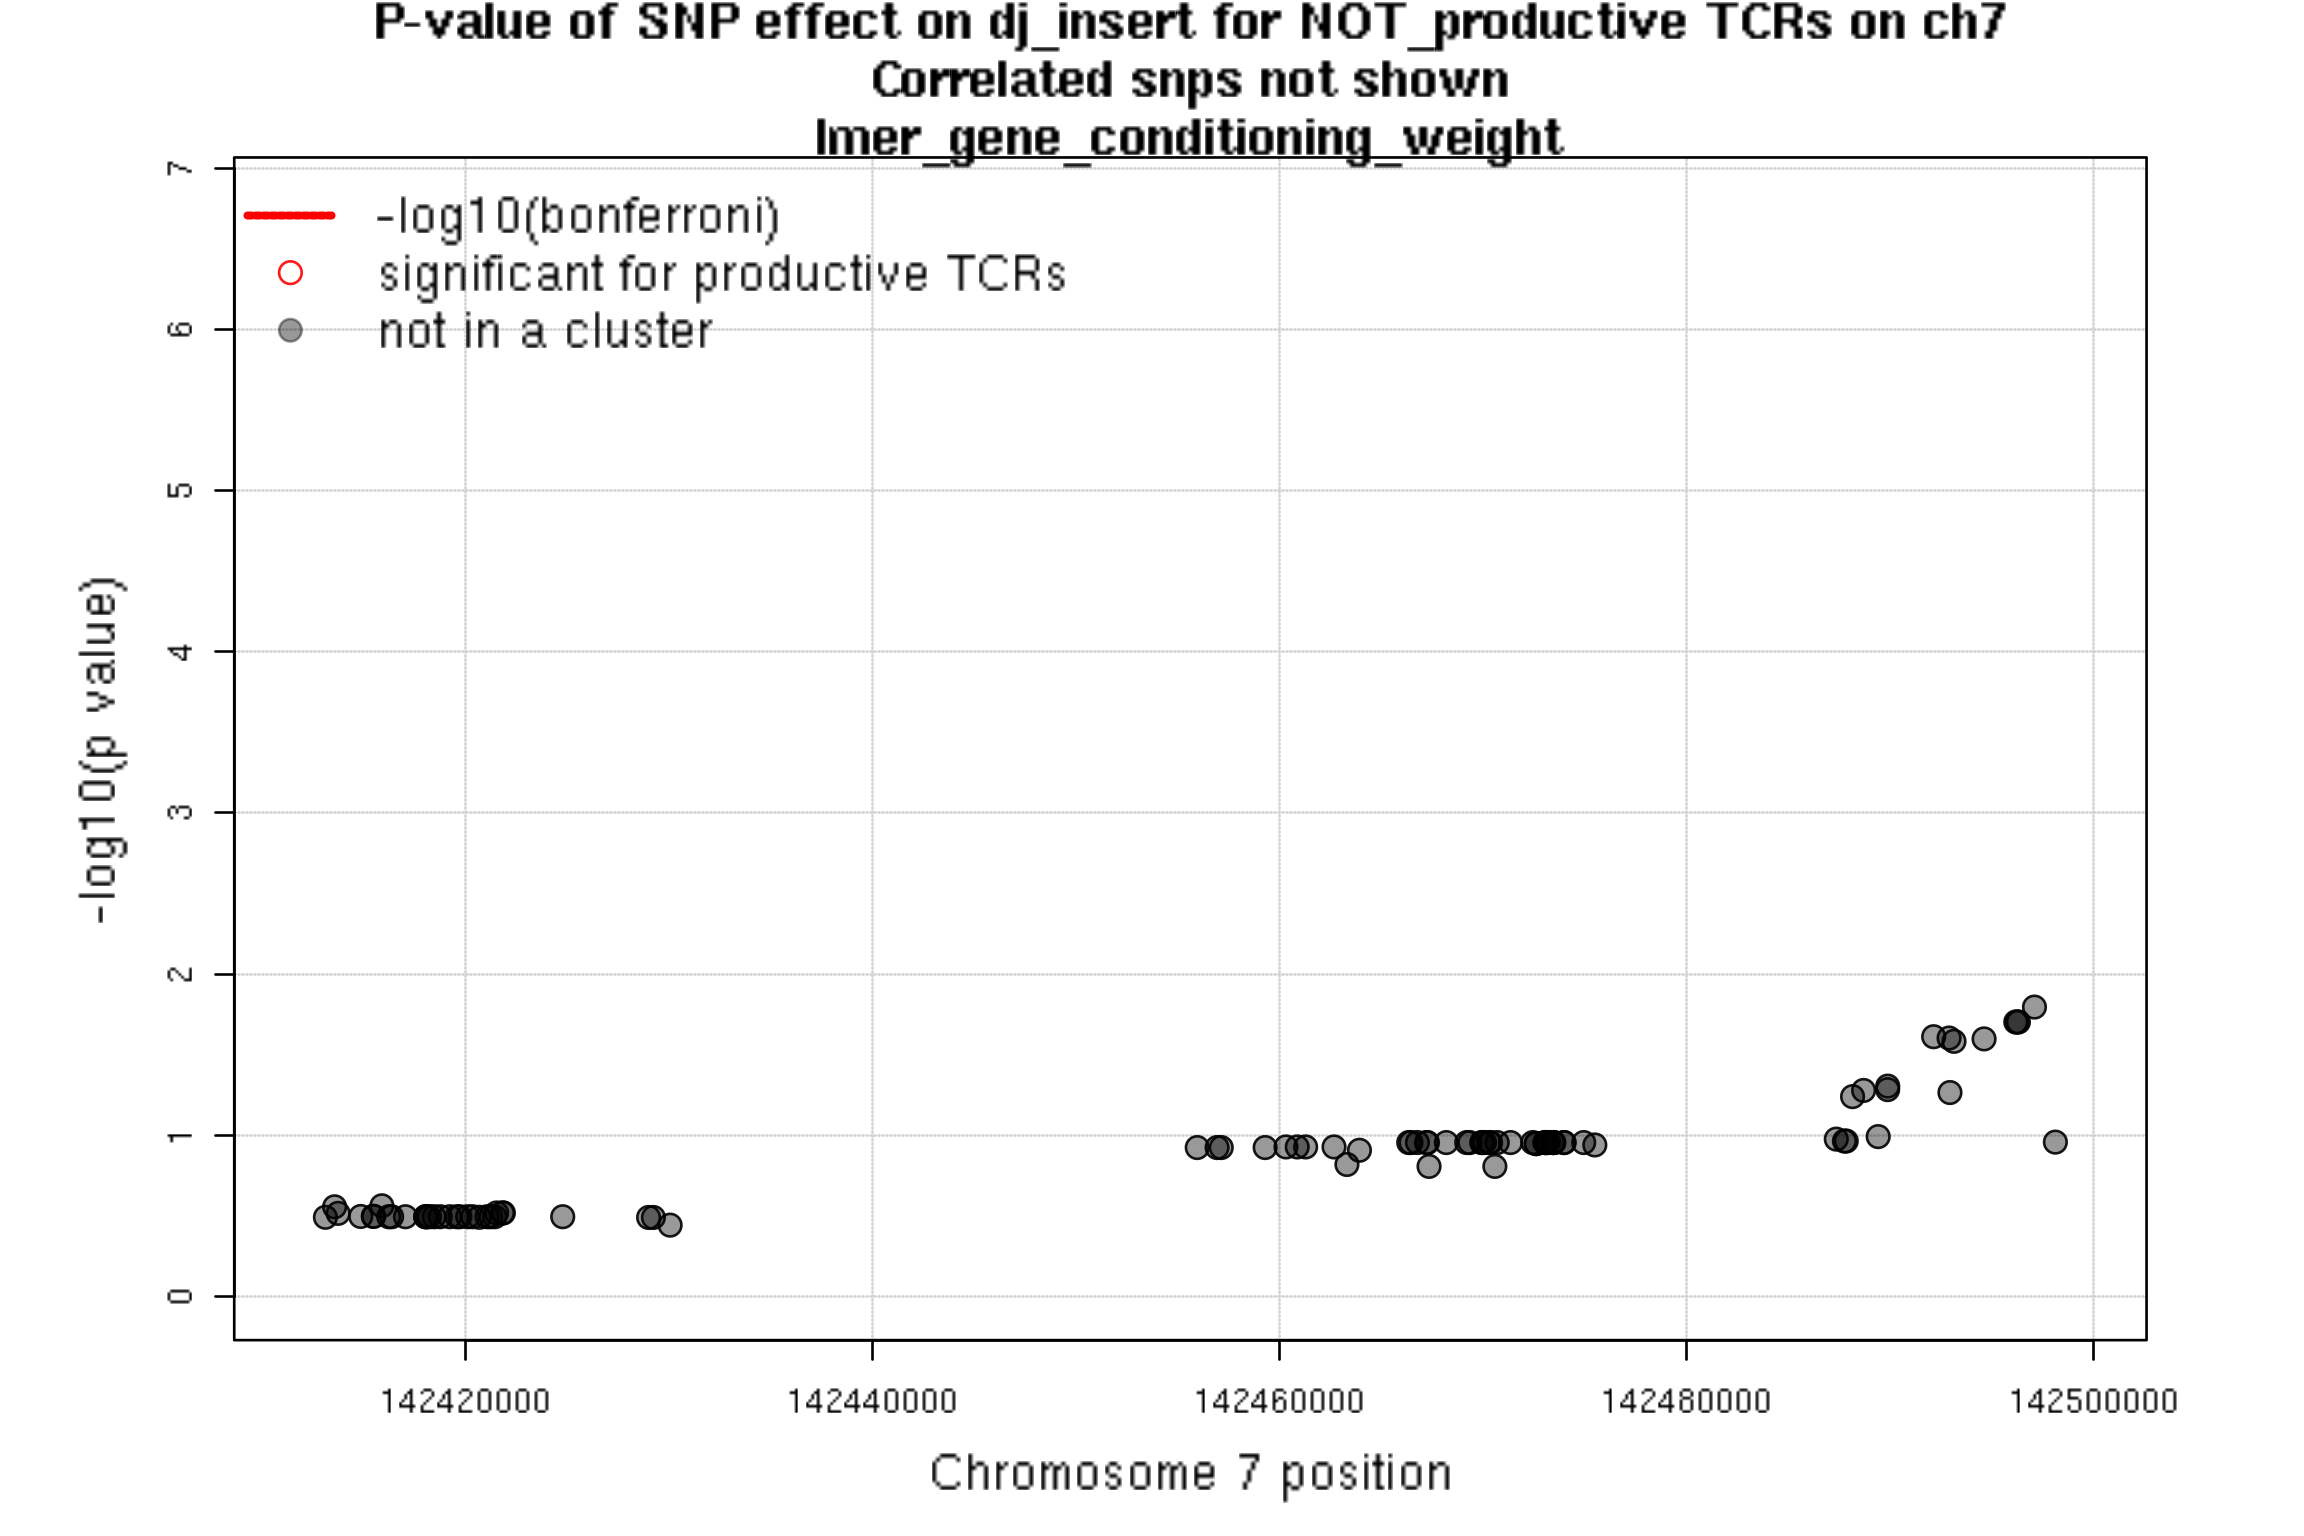 P-value of SNP effect on dj_insert for NOT_productive TCRs on ch7
Correlated snps not shown
lmer_gene_conditioning_weight
-log10(bonferroni)
significant for productive TCRs
not in a cluster
7
6
5
4
3
2
1
0
-log10(p value)
142420000
142440000
142460000
142480000
142500000
Chromosome 7 position